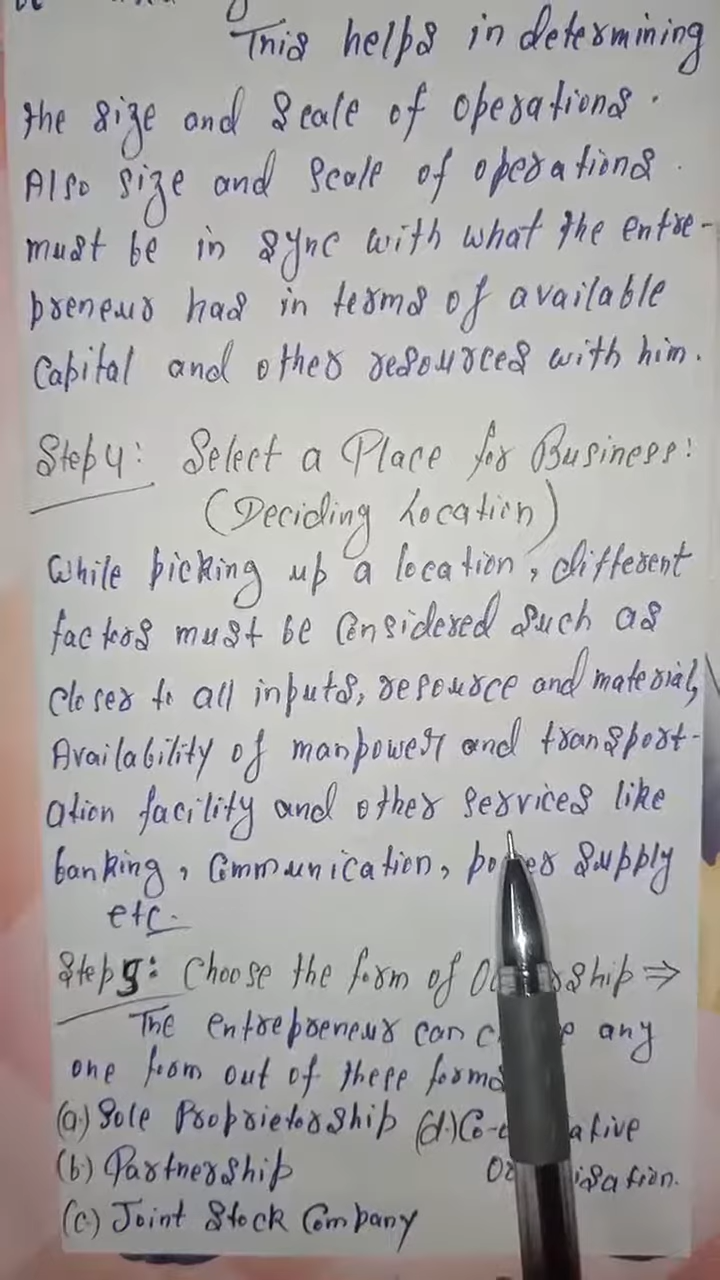 This helps in determining
the size and scale of operations.
Also size and scale of operations
must be in sync with what the entre-
preneur has in terms of available
Capital and other resources with him.
Step 4: Select a Place for Business:
(Deciding Location)
While picking up a location, different
factors must be Considered such as
closer to all inputs, resource and material,
Availability of manpower and transport-
ation facility and other services like
banking, Communication, power supply
etc.
Step 5: Choose the form of Ownership ⇒
The entrepreneur can any
one from out of these forms
(a) Sole Proprietorship (d) Co-operative
(b) Partnership Organisation.
(c) Joint Stock Company